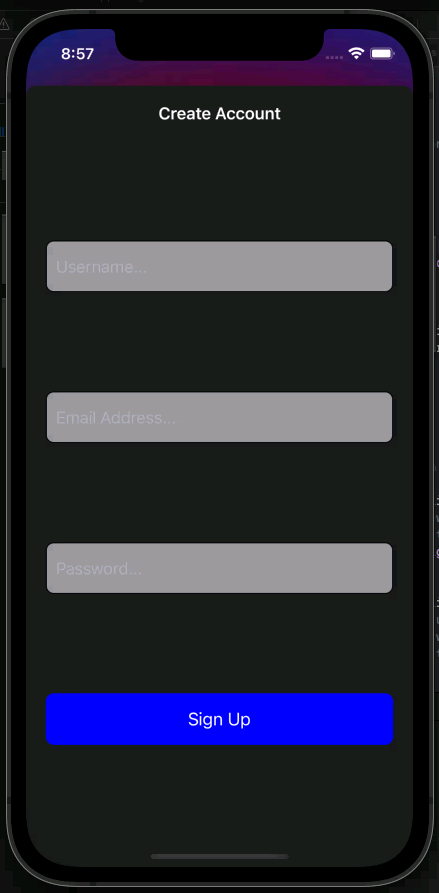 8:57
Create Account
Username...
Email Address...
Password...
Sign Up